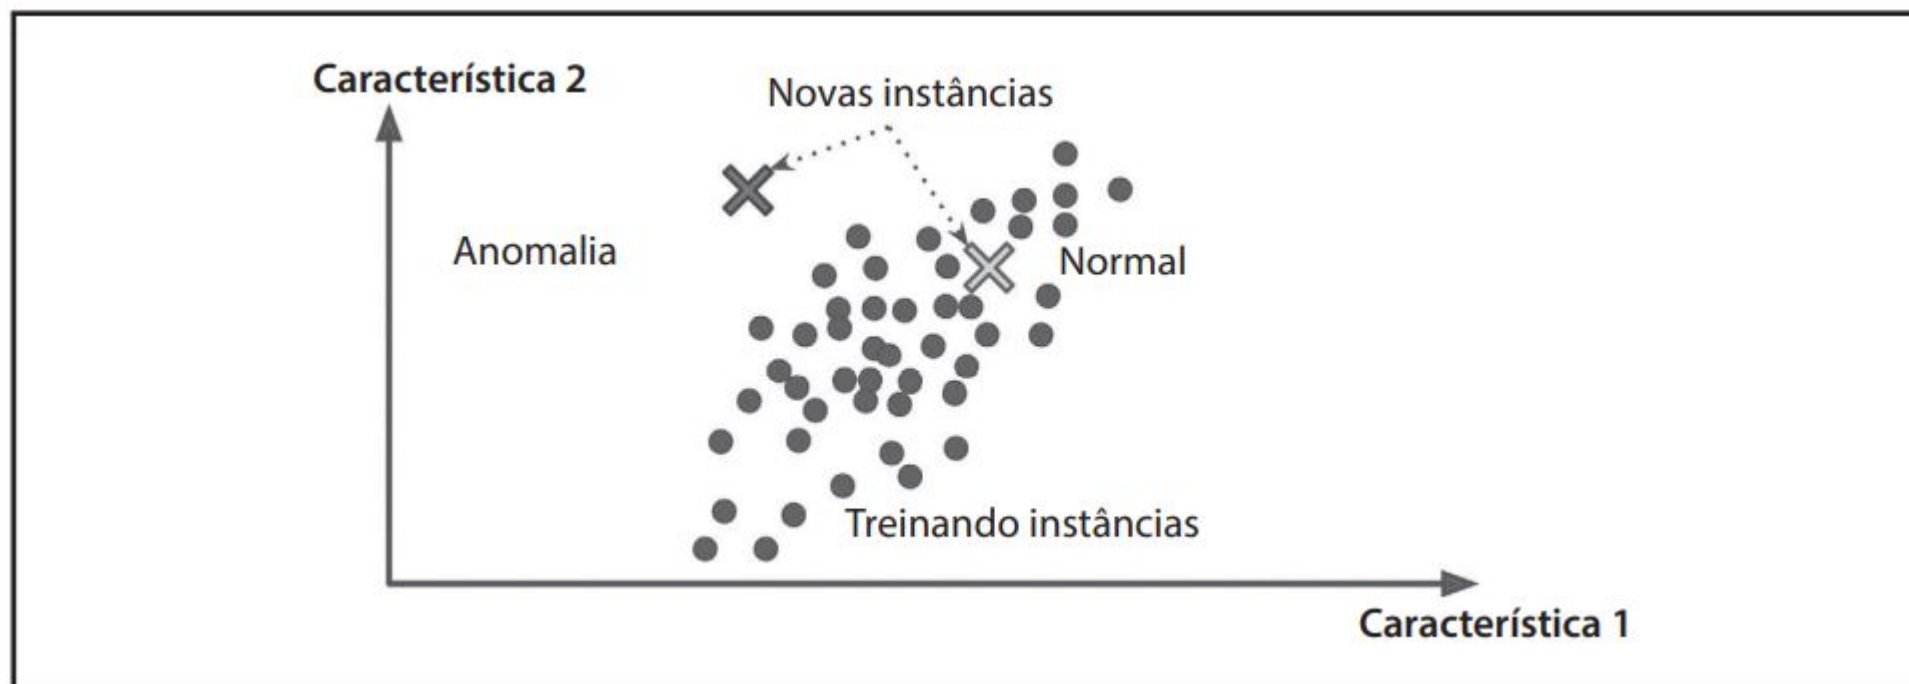 Característica 2
Novas instâncias
Anomalia
Normal
Treinando instâncias
Característica 1